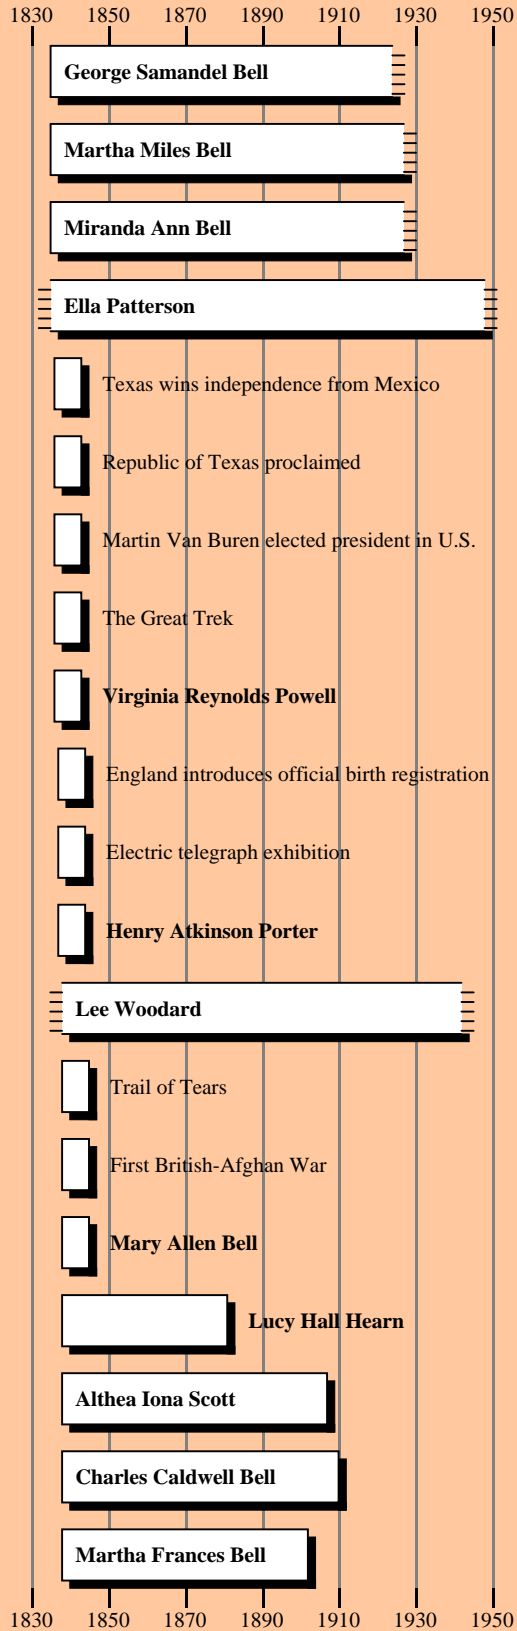 1830 1850 1870 1890 1910 1930 1950
George Samandel Bell
Martha Miles Bell
Miranda Ann Bell
Ella Patterson
Texas wins independence from Mexico
Republic of Texas proclaimed
Martin Van Buren elected president in U.S.
The Great Trek
Virginia Reynolds Powell
England introduces official birth registration
Electric telegraph exhibition
Henry Atkinson Porter
Lee Woodard
Trail of Tears
First British-Afghan War
Mary Allen Bell
Lucy Hall Hearn
Althea Iona Scott
Charles Caldwell Bell
Martha Frances Bell
1830 1850 1870 1890 1910 1930 1950